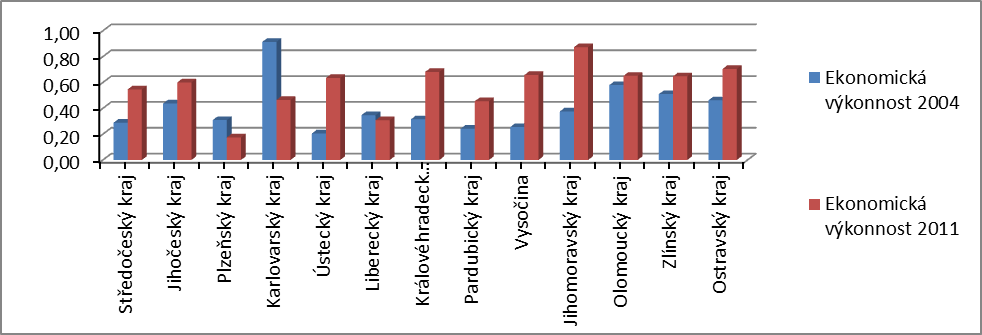 1,00
0,80
0,60
0,40
0,20
0,00
Středočeský kraj
Jihočeský kraj
Plzeňský kraj
Karlovarský kraj
Ústecký kraj
Liberecký kraj
Královéhradeck…
Pardubický kraj
Vysočina
Jihomoravský kraj
Olomoucký kraj
Zlínský kraj
Ostravský kraj
Ekonomická
výkonnost 2004
Ekonomická
výkonnost 2011